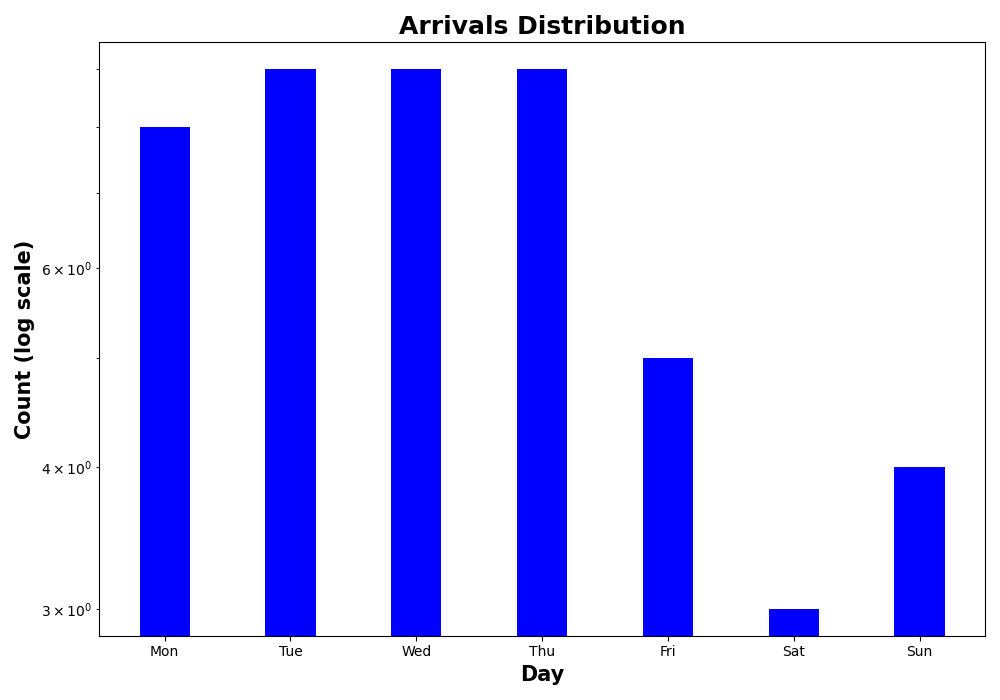 Arrivals Distribution
Count (log scale)
6 × 10⁰
4 × 10⁰
3 × 10⁰
Mon Tue Wed Thu Fri Sat Sun
Day